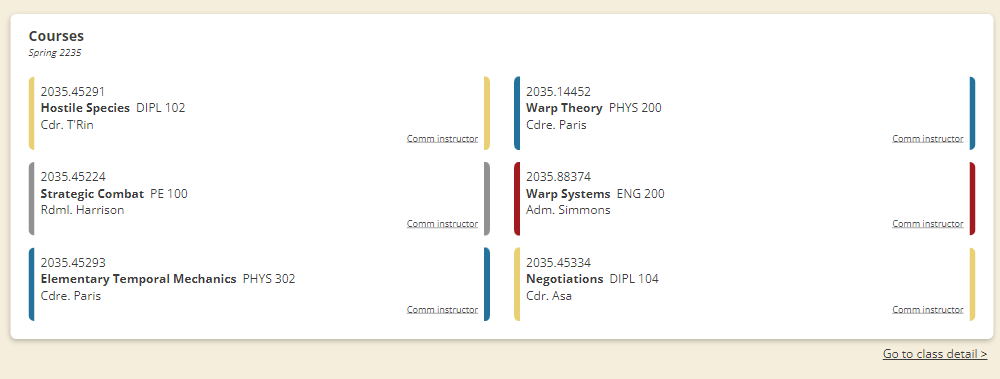 Courses
Spring 2235
2035.45291
Hostile Species DIPL 102
Cdr. T'Rin
Comm instructor
2035.14452
Warp Theory PHYS 200
Cdre. Paris
Comm instructor
2035.45224
Strategic Combat PE 100
Rdml. Harrison
Comm instructor
2035.88374
Warp Systems ENG 200
Adm. Simmons
Comm instructor
2035.45293
Elementary Temporal Mechanics PHYS 302
Cdre. Paris
Comm instructor
2035.45334
Negotiations DIPL 104
Cdr. Asa
Comm instructor
Go to class detail >